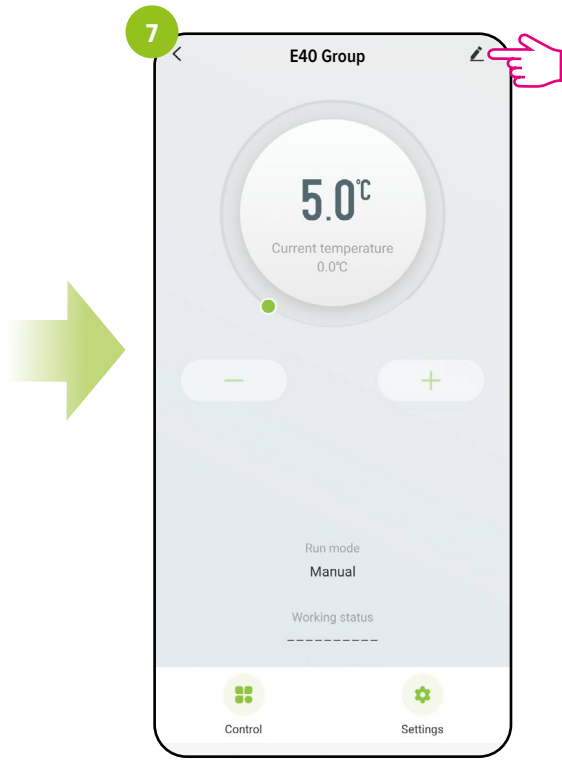 7
E40 Group
5.0℃
Current temperature
0.0℃
Run mode
Manual
Working status
----------
Control
Settings